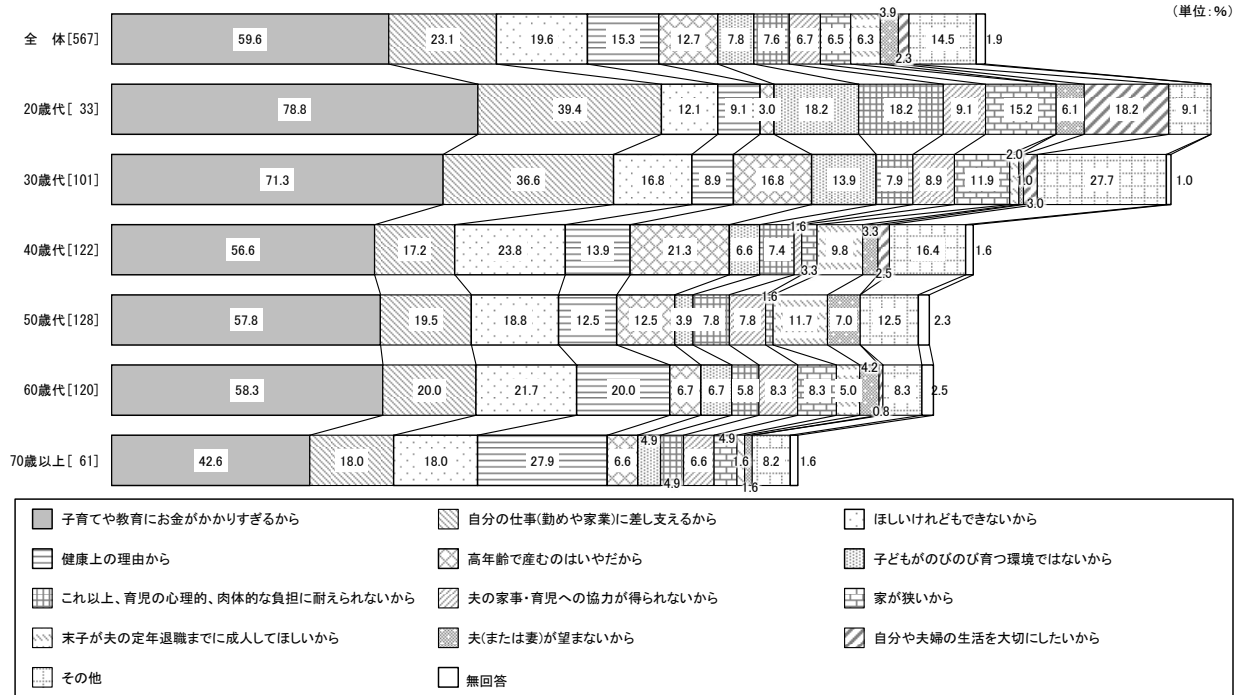 (単位:%)
全 体[567] 59.6 23.1 19.6 15.3 12.7 7.8 7.6 6.7 6.5 6.3 3.9 2.3 14.5 1.9
20歳代[ 33] 78.8 39.4 12.1 9.1 3.0 18.2 18.2 9.1 15.2 6.1 18.2 9.1
30歳代[101] 71.3 36.6 16.8 8.9 16.8 13.9 7.9 8.9 11.9 2.0 1.0 3.0 27.7 1.0
40歳代[122] 56.6 17.2 23.8 13.9 21.3 6.6 7.4 1.6 3.3 9.8 3.3 2.5 16.4 1.6
50歳代[128] 57.8 19.5 18.8 12.5 12.5 3.9 7.8 7.8 1.6 11.7 7.0 12.5 2.3
60歳代[120] 58.3 20.0 21.7 20.0 6.7 6.7 5.8 8.3 8.3 5.0 4.2 0.8 8.3 2.5
70歳以上[ 61] 42.6 18.0 18.0 27.9 6.6 4.9 4.9 6.6 4.9 1.6 1.6 8.2 1.6
子育てや教育にお金がかかりすぎるから 自分の仕事(勤めや家業)に差し支えるから ほしいけれどもできないから
健康上の理由から 高年齢で産むのはいやだから 子どもがのびのび育つ環境ではないから
これ以上、育児の心理的、肉体的な負担に耐えられないから 夫の家事・育児への協力が得られないから 家が狭いから
末子が夫の定年退職までに成人してほしいから 夫(または妻)が望まないから 自分や夫婦の生活を大切にしたいから
その他 無回答